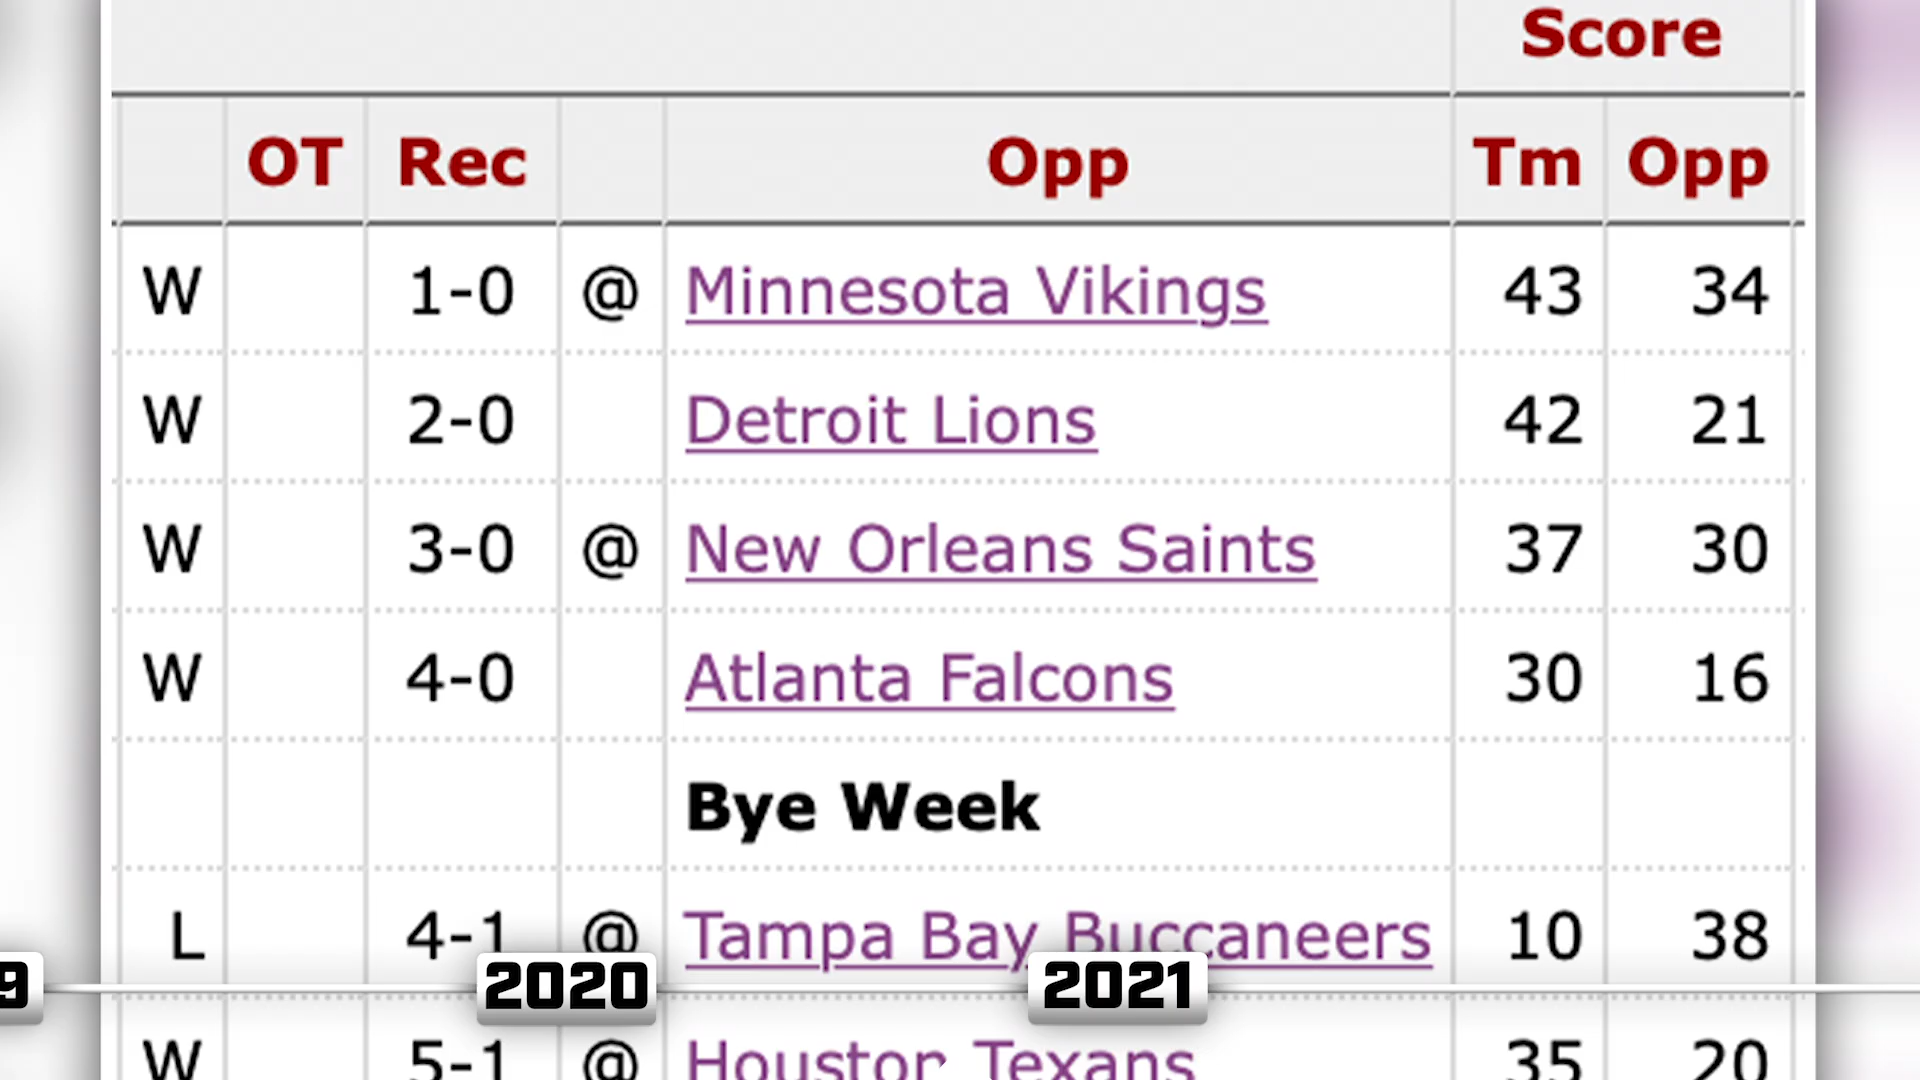 Score
OT Rec Opp Tm Opp
W 1-0 @ Minnesota Vikings 43 34
W 2-0 Detroit Lions 42 21
W 3-0 @ New Orleans Saints 37 30
W 4-0 Atlanta Falcons 30 16
Bye Week
L 4-1 @ Tampa Bay Buccaneers 10 38
9 2020 2021
W 5-1 @ Houston Texans 35 20